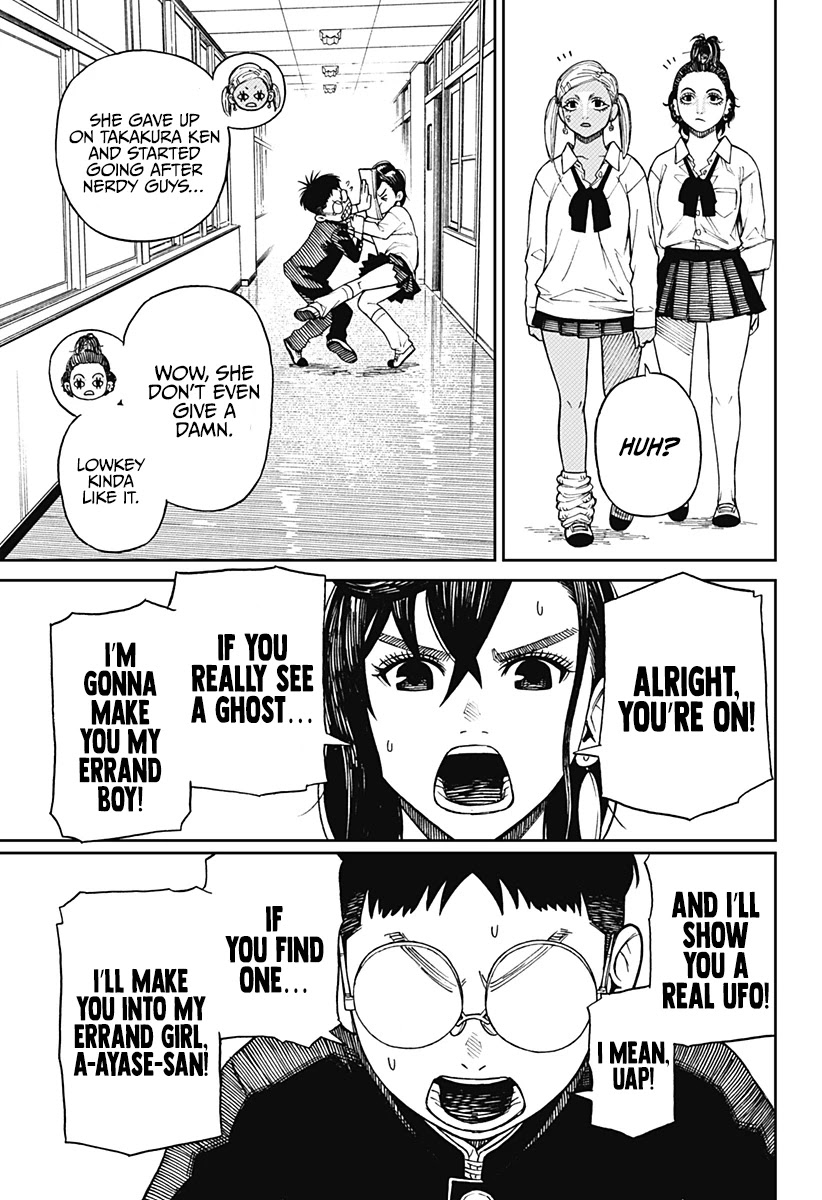 HUH?
SHE GAVE UP
ON TAKAKURA KEN
AND STARTED
GOING AFTER
NERDY GUYS...
WOW, SHE
DON'T EVEN
GIVE A
DAMN.
LOWKEY
KINDA
LIKE IT.
ALRIGHT,
YOU'RE ON!
IF YOU
REALLY SEE
A GHOST...
I'M
GONNA
MAKE
YOU MY
ERRAND
BOY!
AND I'LL
SHOW
YOU A
REAL UFO!
I MEAN,
UAP!
IF
YOU FIND
ONE...
I'LL MAKE
YOU INTO MY
ERRAND GIRL,
A-AYASE-SAN!